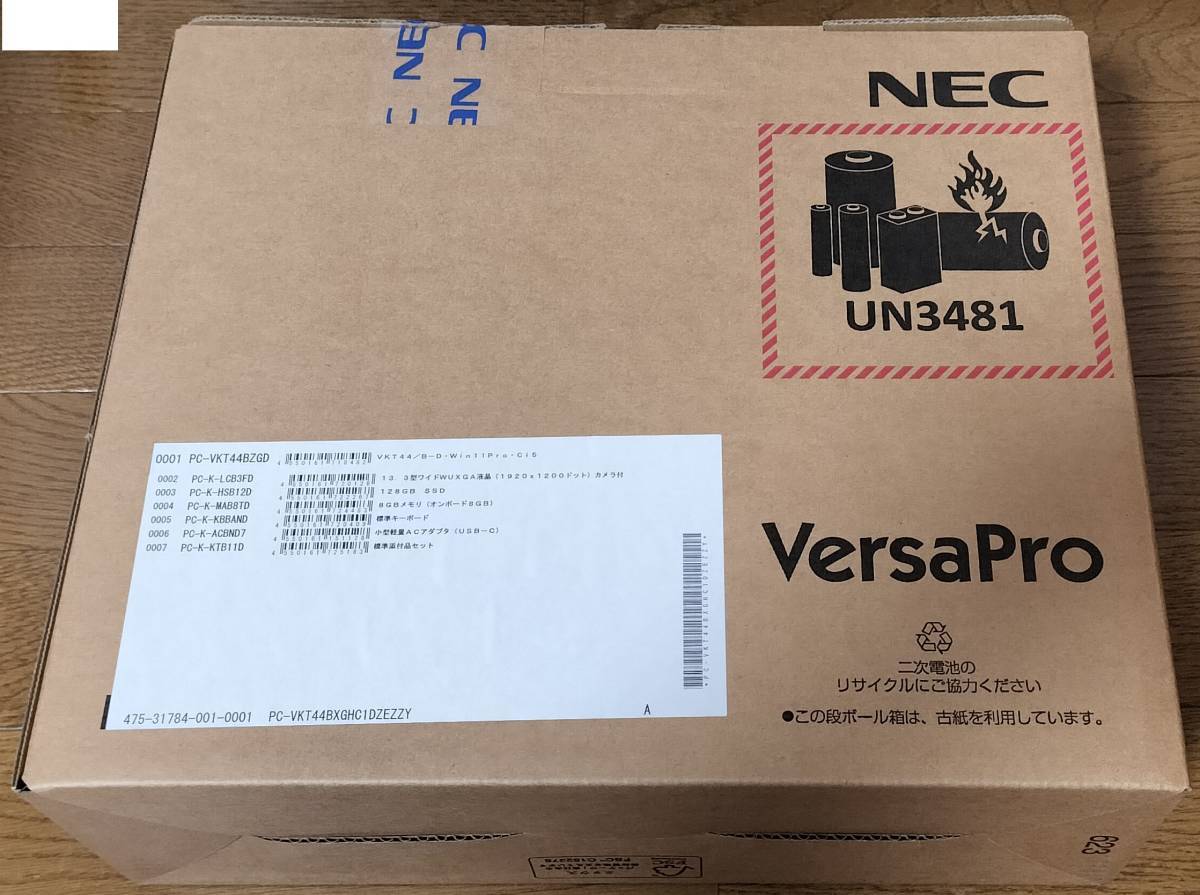 NEC
UN3481
0001 PC-VKT44BZGD VKT44／B−D・Win11Pro・Ci5
0002 PC-K-LCB3FD 13．3型ワイドWUXGA液晶（1920x1200ドット）カメラ付
0003 PC-K-HSB12D 128GB SSD
0004 PC-K-MAB8TD 8GBメモリ（オンボード8GB）
0005 PC-K-KBBAND 標準キーボード
0006 PC-K-ACBND7 小型軽量ACアダプタ（USB−C）
0007 PC-K-KTB11D 標準添付品セット
475-31784-001-0001 PC-VKT44BXGHC1DZEZZY A
*PC-VKT44BXGHC1DZEZZY*
VersaPro
二次電池の
リサイクルにご協力ください
●この段ボール箱は、古紙を利用しています。
623